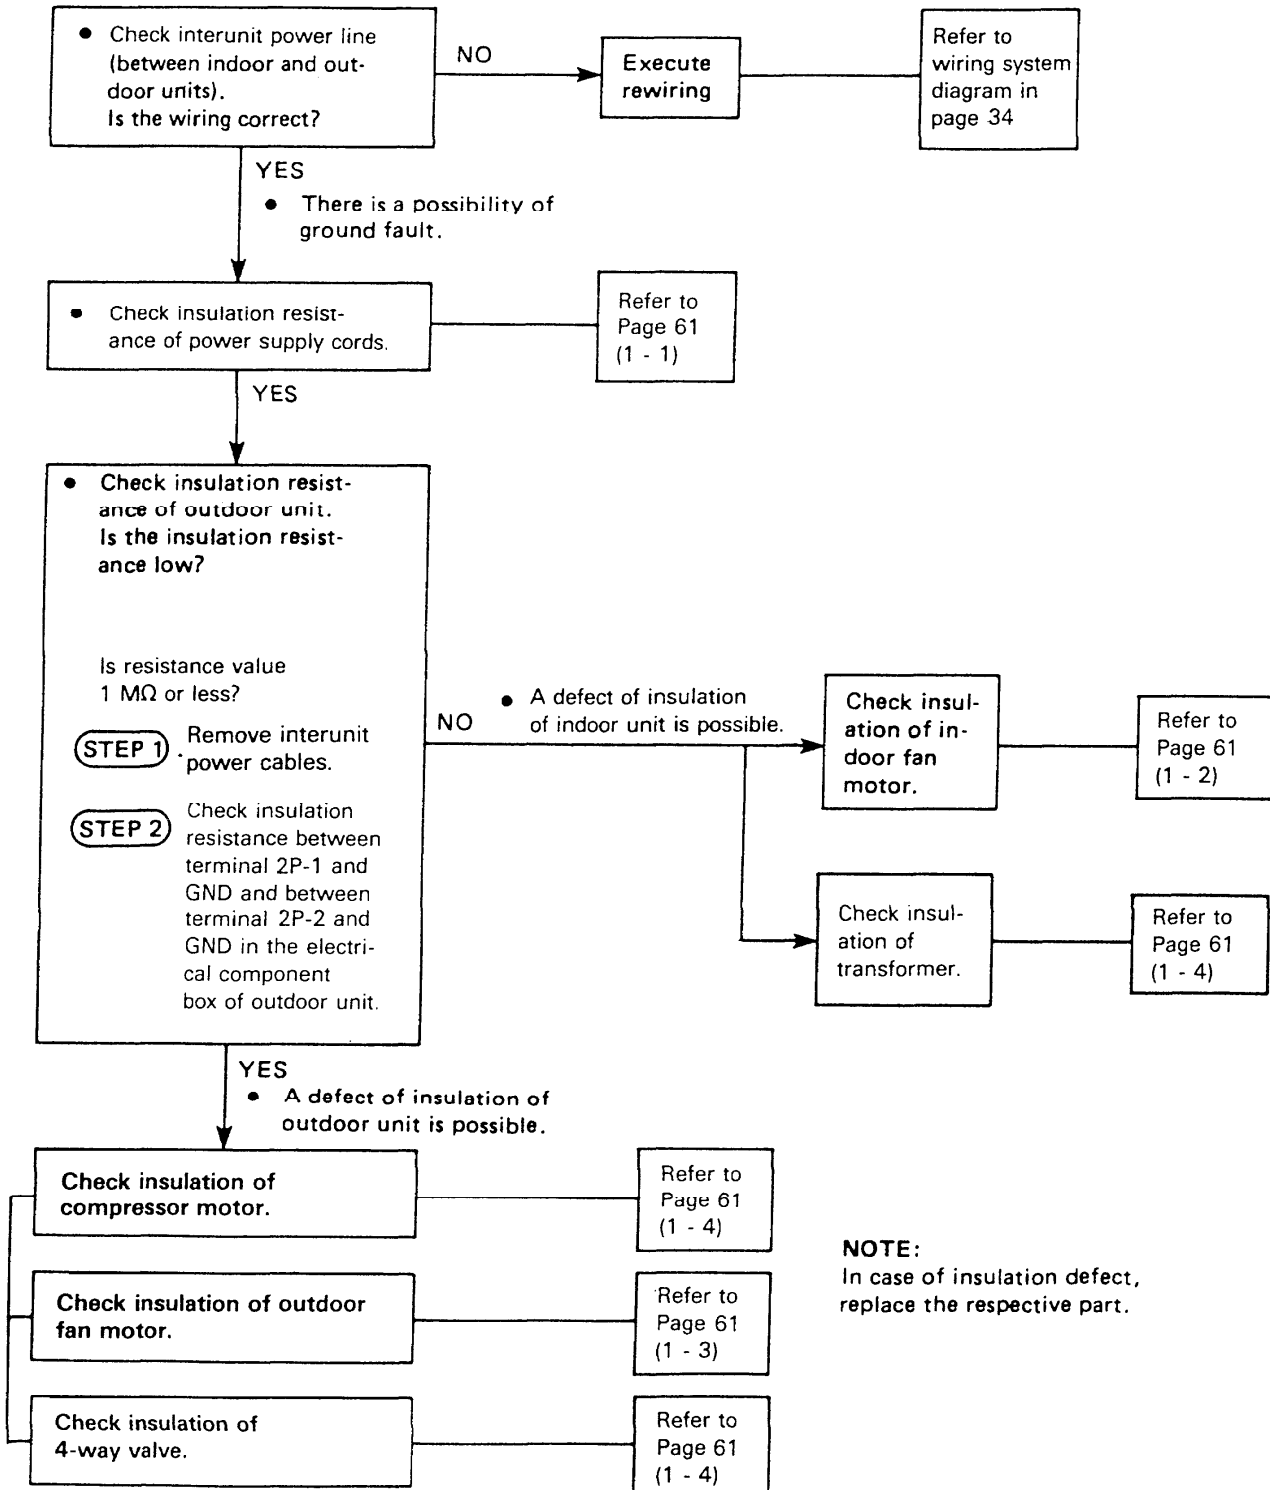 ● Check interunit power line
(between indoor and out-
door units).
Is the wiring correct?
NO
Execute
rewiring
Refer to
wiring system
diagram in
page 34
YES
● There is a possibility of
ground fault.
● Check insulation resist-
ance of power supply cords.
Refer to
Page 61
(1 - 1)
YES
● Check insulation resist-
ance of outdoor unit.
Is the insulation resist-
ance low?
Is resistance value
1 MΩ or less?
STEP 1 . Remove interunit
power cables.
STEP 2 Check insulation
resistance between
terminal 2P-1 and
GND and between
terminal 2P-2 and
GND in the electri-
cal component
box of outdoor unit.
NO
● A defect of insulation
of indoor unit is possible.
Check insul-
ation of in-
door fan
motor.
Refer to
Page 61
(1 - 2)
Check insul-
ation of
transformer.
Refer to
Page 61
(1 - 4)
YES
● A defect of insulation of
outdoor unit is possible.
Check insulation of
compressor motor.
Refer to
Page 61
(1 - 4)
Check insulation of outdoor
fan motor.
Refer to
Page 61
(1 - 3)
Check insulation of
4-way valve.
Refer to
Page 61
(1 - 4)
NOTE:
In case of insulation defect,
replace the respective part.